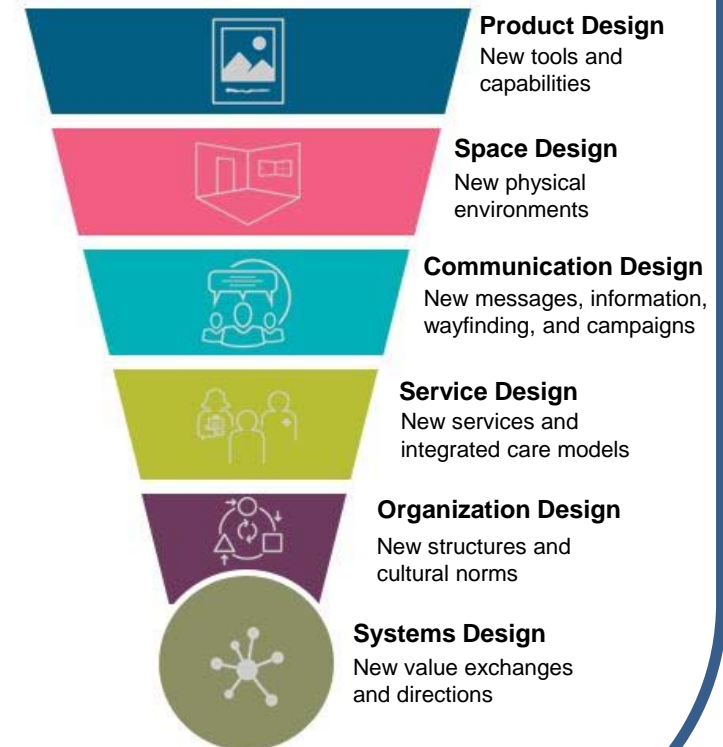 Product Design
New tools and
capabilities
Space Design
New physical
environments
Communication Design
New messages, information,
wayfinding, and campaigns
Service Design
New services and
integrated care models
Organization Design
New structures and
cultural norms
Systems Design
New value exchanges
and directions